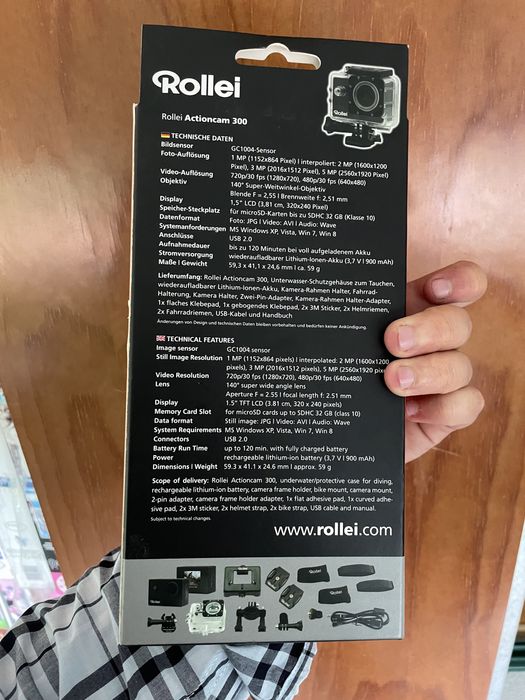 Rollei
Rollei Actioncam 300
TECHNISCHE DATEN
Bildsensor GC1004-Sensor
Foto-Auflösung 1 MP (1152x864 Pixel) | interpoliert: 2 MP (1600x1200
Pixel), 3 MP (2016x1512 Pixel), 5 MP (2560x1920 Pixel)
Video-Auflösung 720p/30 fps (1280x720), 480p/30 fps (640x480)
Objektiv 140° Super-Weitwinkel-Objektiv
Blende F = 2,55 | Brennweite f: 2,51 mm
Display 1,5" LCD (3,81 cm, 320x240 Pixel)
Speicher-Steckplatz für microSD-Karten bis zu SDHC 32 GB (Klasse 10)
Datenformat Foto: JPG | Video: AVI | Audio: Wave
Systemanforderungen MS Windows XP, Vista, Win 7, Win 8
Anschlüsse USB 2.0
Aufnahmedauer bis zu 120 Minuten bei voll aufgeladenem Akku
Stromversorgung wiederaufladbarer Lithium-Ionen-Akku (3,7 V | 900 mAh)
Maße | Gewicht 59,3 x 41,1 x 24,6 mm | ca. 59 g
Lieferumfang: Rollei Actioncam 300, Unterwasser-Schutzgehäuse zum Tauchen,
wiederaufladbarer Lithium-Ionen-Akku, Kamera-Rahmen Halter, Fahrrad-
Halterung, Kamera Halter, Zwei-Pin-Adapter, Kamera-Rahmen Halter-Adapter,
1x flaches Klebepad, 1x gebogendes Klebepad, 2x 3M Sticker, 2x Helmriemen,
2x Fahrradriemen, USB-Kabel und Handbuch
Änderungen von Design und technischen Daten bleiben vorbehalten und bedürfen keiner Ankündigung.
TECHNICAL FEATURES
Image sensor GC1004 sensor
Still Image Resolution 1 MP (1152x864 pixels) | interpolated: 2 MP (1600x1200
pixels), 3 MP (2016x1512 pixels), 5 MP (2560x1920 pixels)
Video Resolution 720p/30 fps (1280x720), 480p/30 fps (640x480)
Lens 140° super wide angle lens
Aperture F = 2.55 | focal length f: 2.51 mm
Display 1.5" TFT LCD (3.81 cm, 320 x 240 pixels)
Memory Card Slot for microSD cards up to SDHC 32 GB (class 10)
Data format Still image: JPG | Video: AVI | Audio: Wave
System Requirements MS Windows XP, Vista, Win 7, Win 8
Connectors USB 2.0
Battery Run Time up to 120 min. with fully charged battery
Power rechargeable lithium-ion battery (3,7 V | 900 mAh)
Dimensions | Weight 59.3 x 41.1 x 24.6 mm | approx. 59 g
Scope of delivery: Rollei Actioncam 300, underwater/protective case for diving,
rechargeable lithium-ion battery, camera frame holder, bike mount, camera mount,
2-pin adapter, camera frame holder adapter, 1x flat adhesive pad, 1x curved adhe-
sive pad, 2x 3M sticker, 2x helmet strap, 2x bike strap, USB cable and manual.
Subject to technical changes.
www.rollei.com